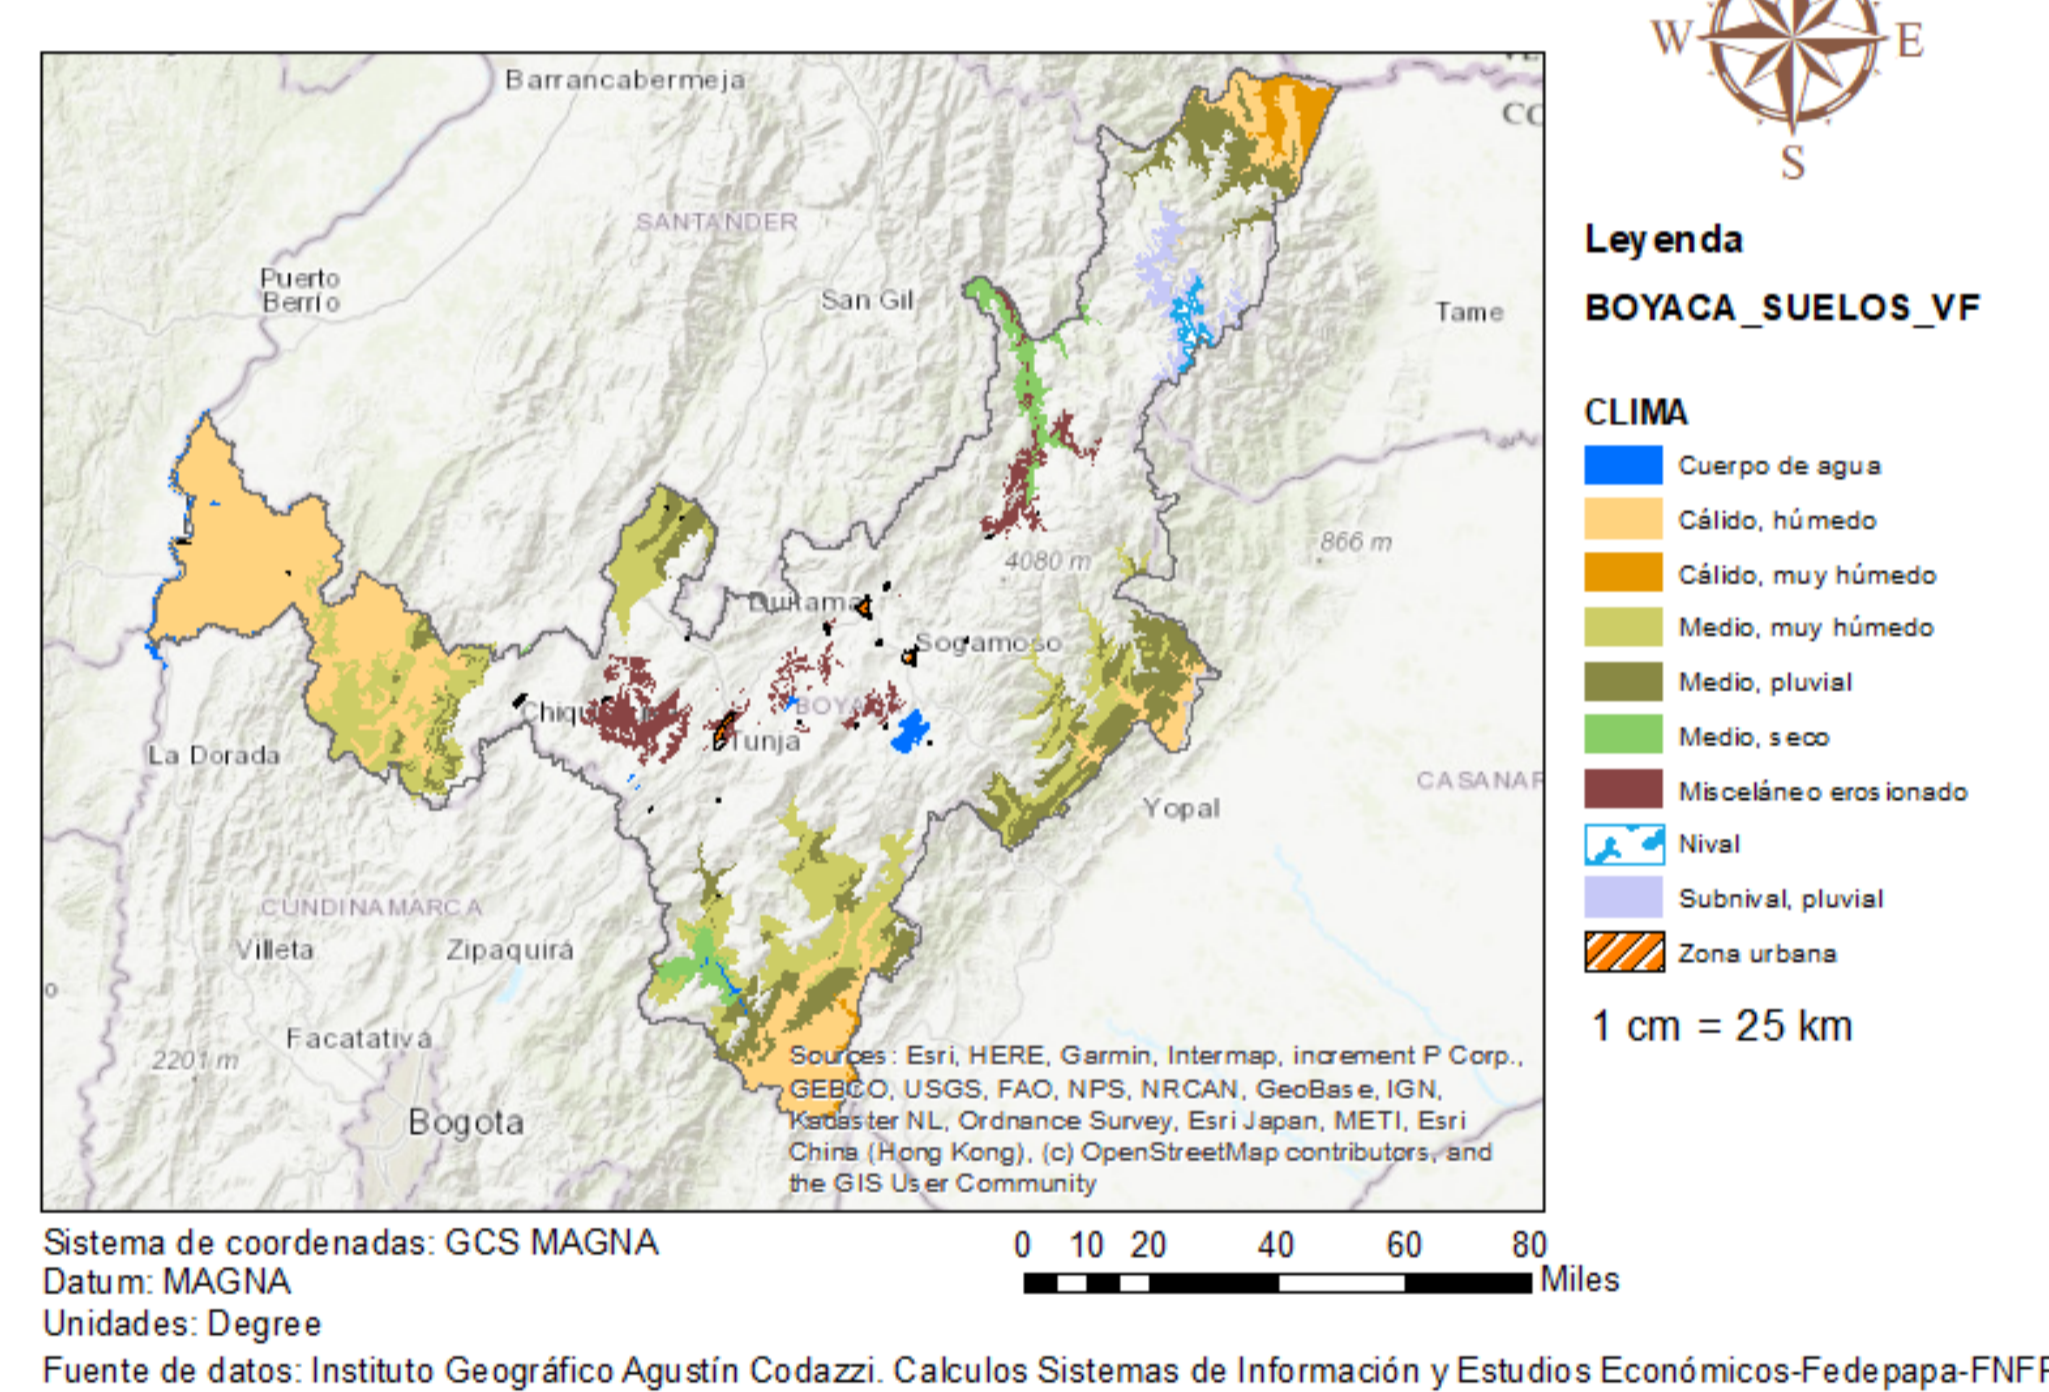 W E
S
Barrancabermeja
SANTANDER
Puerto
Berrío
San Gil
Tame
866 m
4080 m
Duitama
Sogamoso
BOYA
Tunja
La Dorada
Yopal
CASANAR
CUNDINAMARCA
Villeta
Zipaquirá
Facatativá
2201 m
Bogota
Sources: Esri, HERE, Garmin, Intermap, increment P Corp.,
GEBCO, USGS, FAO, NPS, NRCAN, GeoBase, IGN,
Kadaster NL, Ordnance Survey, Esri Japan, METI, Esri
China (Hong Kong), (c) OpenStreetMap contributors, and
the GIS User Community
Leyenda
BOYACA_SUELOS_VF
CLIMA
Cuerpo de agua
Cálido, húmedo
Cálido, muy húmedo
Medio, muy húmedo
Medio, pluvial
Medio, seco
Misceláneo erosionado
Nival
Subnival, pluvial
Zona urbana
1 cm = 25 km
Sistema de coordenadas: GCS MAGNA
Datum: MAGNA
Unidades: Degree
0 10 20 40 60 80
Miles
Fuente de datos: Instituto Geográfico Agustín Codazzi. Calculos Sistemas de Información y Estudios Económicos-Fedepapa-FNFP